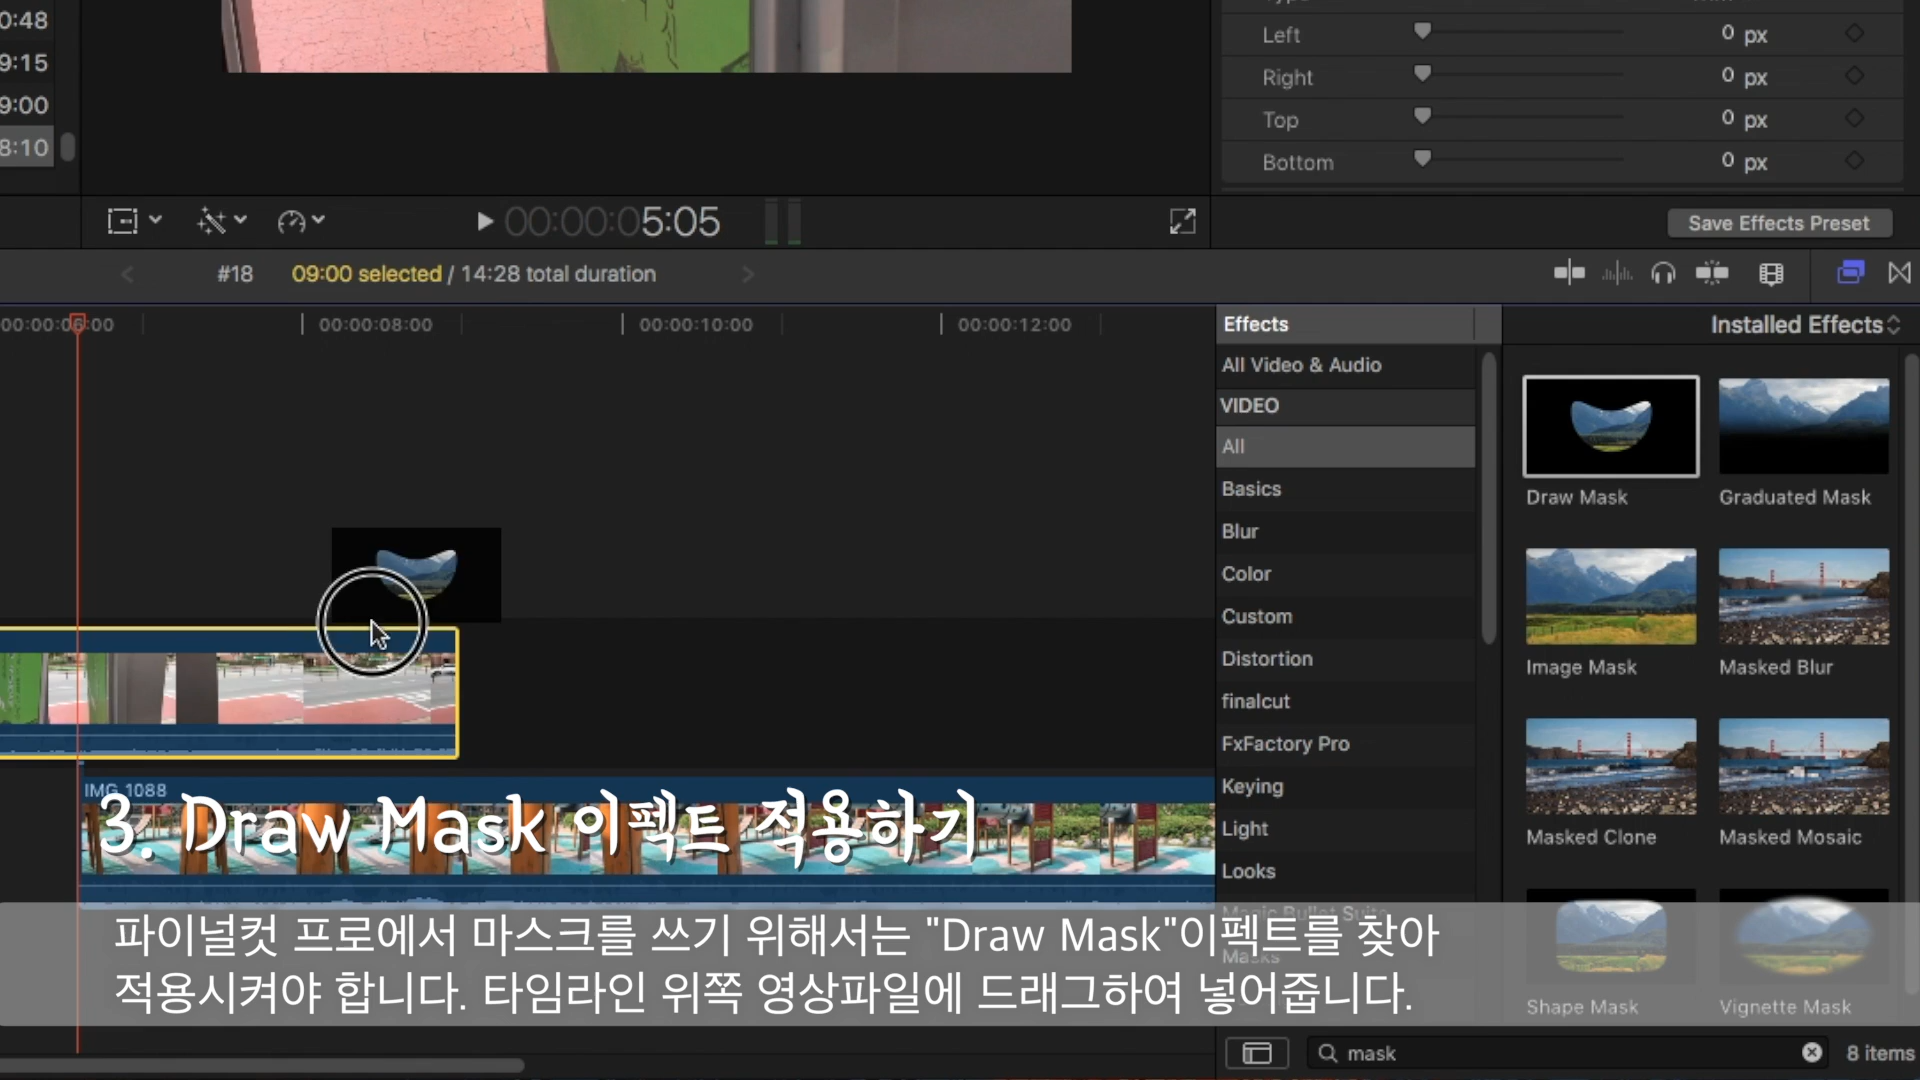 0:48
9:15
9:00
8:10
Left 0 px
Right 0 px
Top 0 px
Bottom 0 px
00:00:05:05
Save Effects Preset
#18 09:00 selected / 14:28 total duration
00:00:06:00 00:00:08:00 00:00:10:00 00:00:12:00
Effects
Installed Effects
All Video & Audio
VIDEO
All
Basics
Blur
Color
Custom
Distortion
finalcut
FxFactory Pro
Keying
Light
Looks
Magic Bullet Suite
Masks
Draw Mask Graduated Mask
Image Mask Masked Blur
Masked Clone Masked Mosaic
Shape Mask Vignette Mask
IMG_1088
3. Draw Mask 이펙트 적용하기
파이널컷 프로에서 마스크를 쓰기 위해서는 "Draw Mask"이펙트를 찾아
적용시켜야 합니다. 타임라인 위쪽 영상파일에 드래그하여 넣어줍니다.
mask
8 items